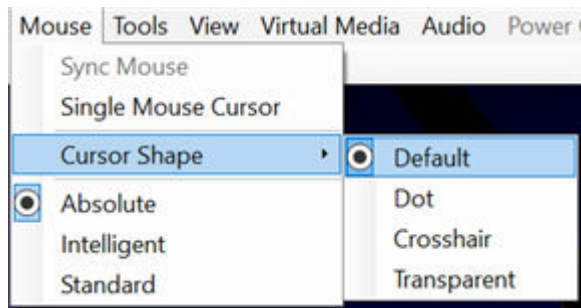 Mouse Tools View Virtual Media Audio Power
Sync Mouse
Single Mouse Cursor
Cursor Shape
Default
Dot
Crosshair
Transparent
Absolute
Intelligent
Standard